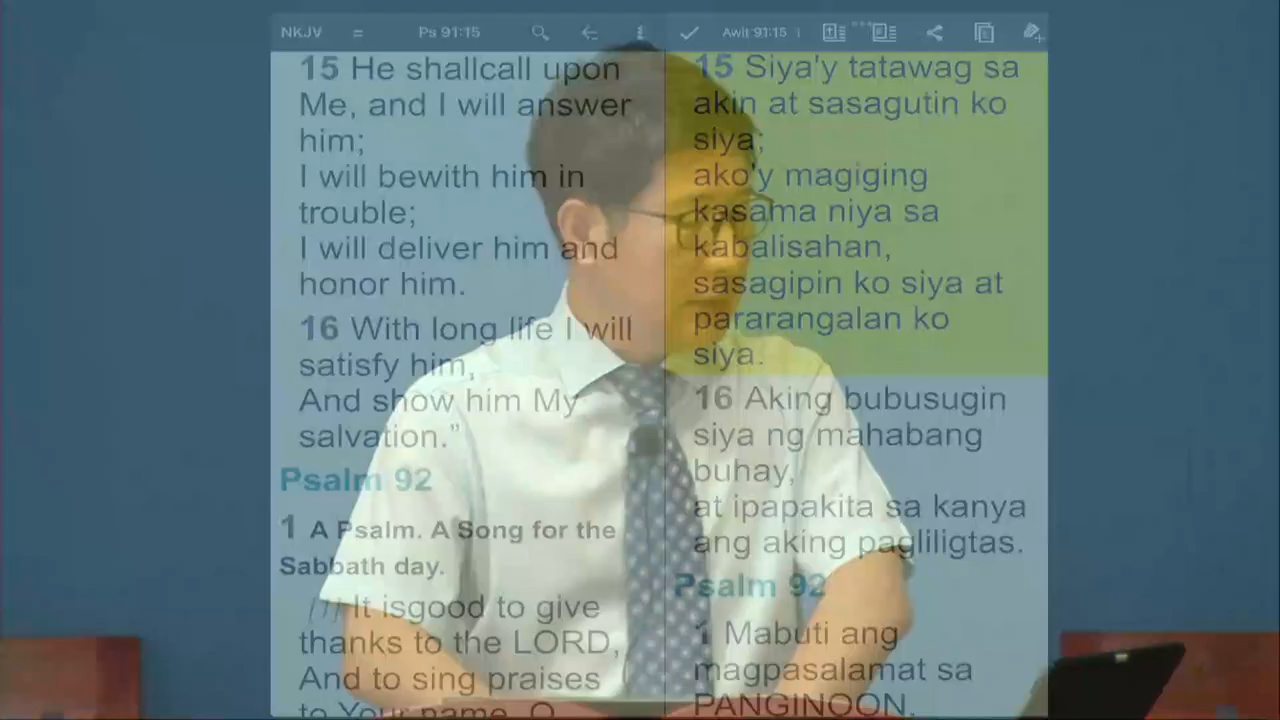 NKJV
Ps 91:15
15 He shallcall upon
Me, and I will answer
him;
I will bewith him in
trouble;
I will deliver him and
honor him.
16 With long life I will
satisfy him,
And show him My
salvation.”
Psalm 92
1 A Psalm. A Song for the
Sabbath day.
[1] It isgood to give
thanks to the LORD,
And to sing praises
to Your name, O
Awit 91:15
15 Siya'y tatawag sa
akin at sasagutin ko
siya;
ako'y magiging
kasama niya sa
kabalisahan,
sasagipin ko siya at
pararangalan ko
siya.
16 Aking bubusugin
siya ng mahabang
buhay,
at ipapakita sa kanya
ang aking pagliligtas.
Psalm 92
1 Mabuti ang
magpasalamat sa
PANGINOON,